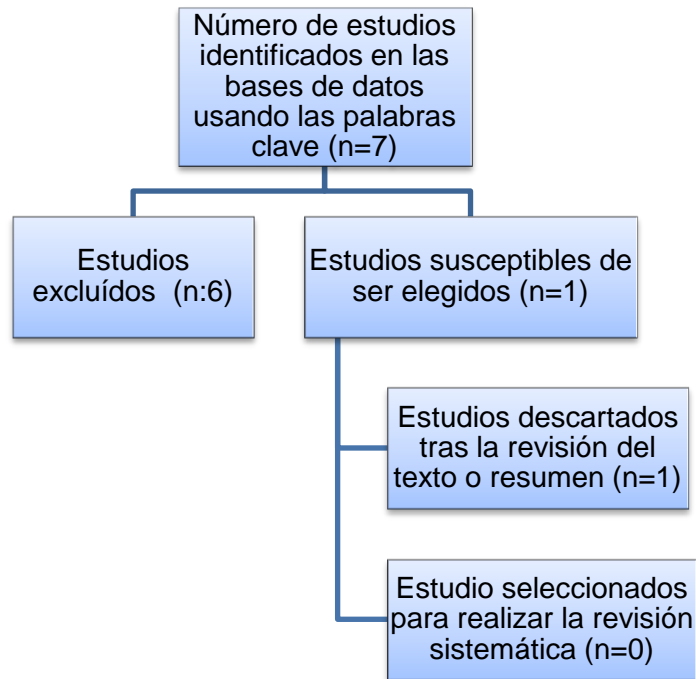 Número de estudios
identificados en las
bases de datos
usando las palabras
clave (n=7)
Estudios
excluídos (n:6)
Estudios susceptibles de
ser elegidos (n=1)
Estudios descartados
tras la revisión del
texto o resumen (n=1)
Estudio seleccionados
para realizar la revisión
sistemática (n=0)